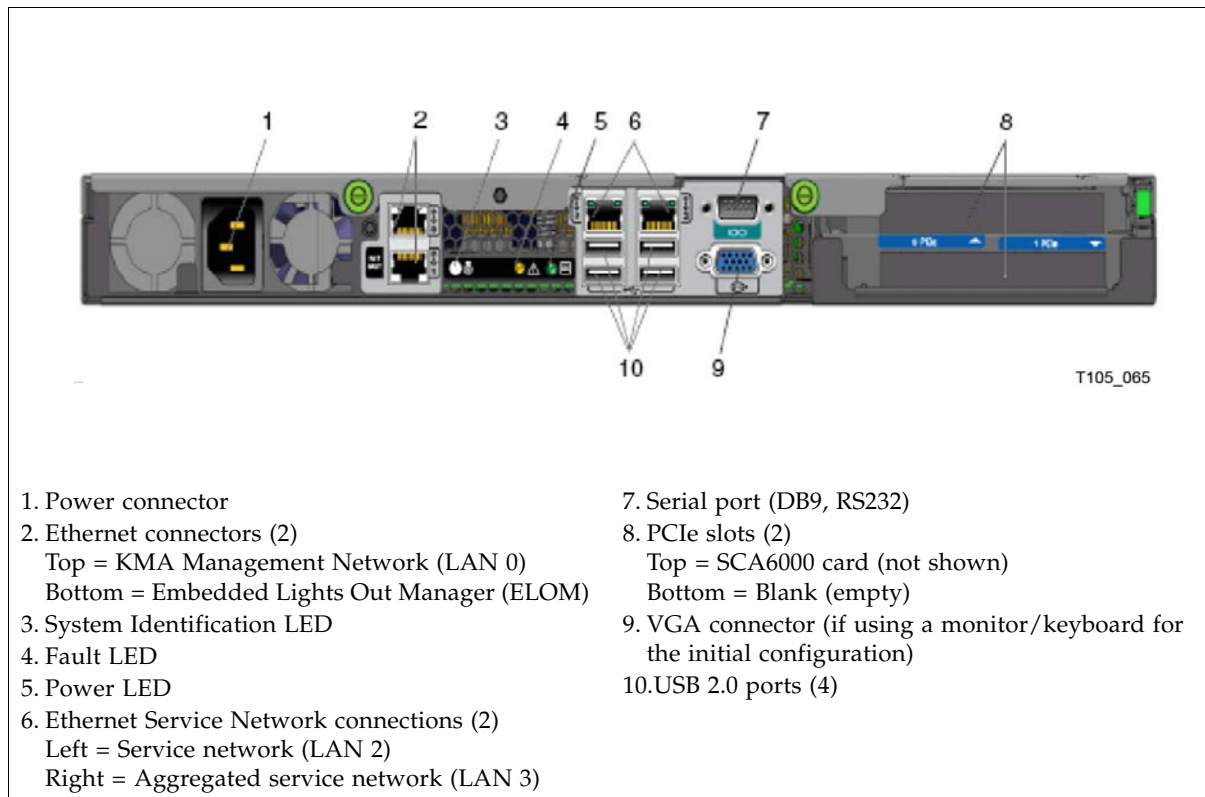 1 2 3 4 5 6 7 8
0 PCIe 1 PCIe
10 9
T105_065
1. Power connector
2. Ethernet connectors (2)
Top = KMA Management Network (LAN 0)
Bottom = Embedded Lights Out Manager (ELOM)
3. System Identification LED
4. Fault LED
5. Power LED
6. Ethernet Service Network connections (2)
Left = Service network (LAN 2)
Right = Aggregated service network (LAN 3)
7. Serial port (DB9, RS232)
8. PCIe slots (2)
Top = SCA6000 card (not shown)
Bottom = Blank (empty)
9. VGA connector (if using a monitor/keyboard for
the initial configuration)
10.USB 2.0 ports (4)